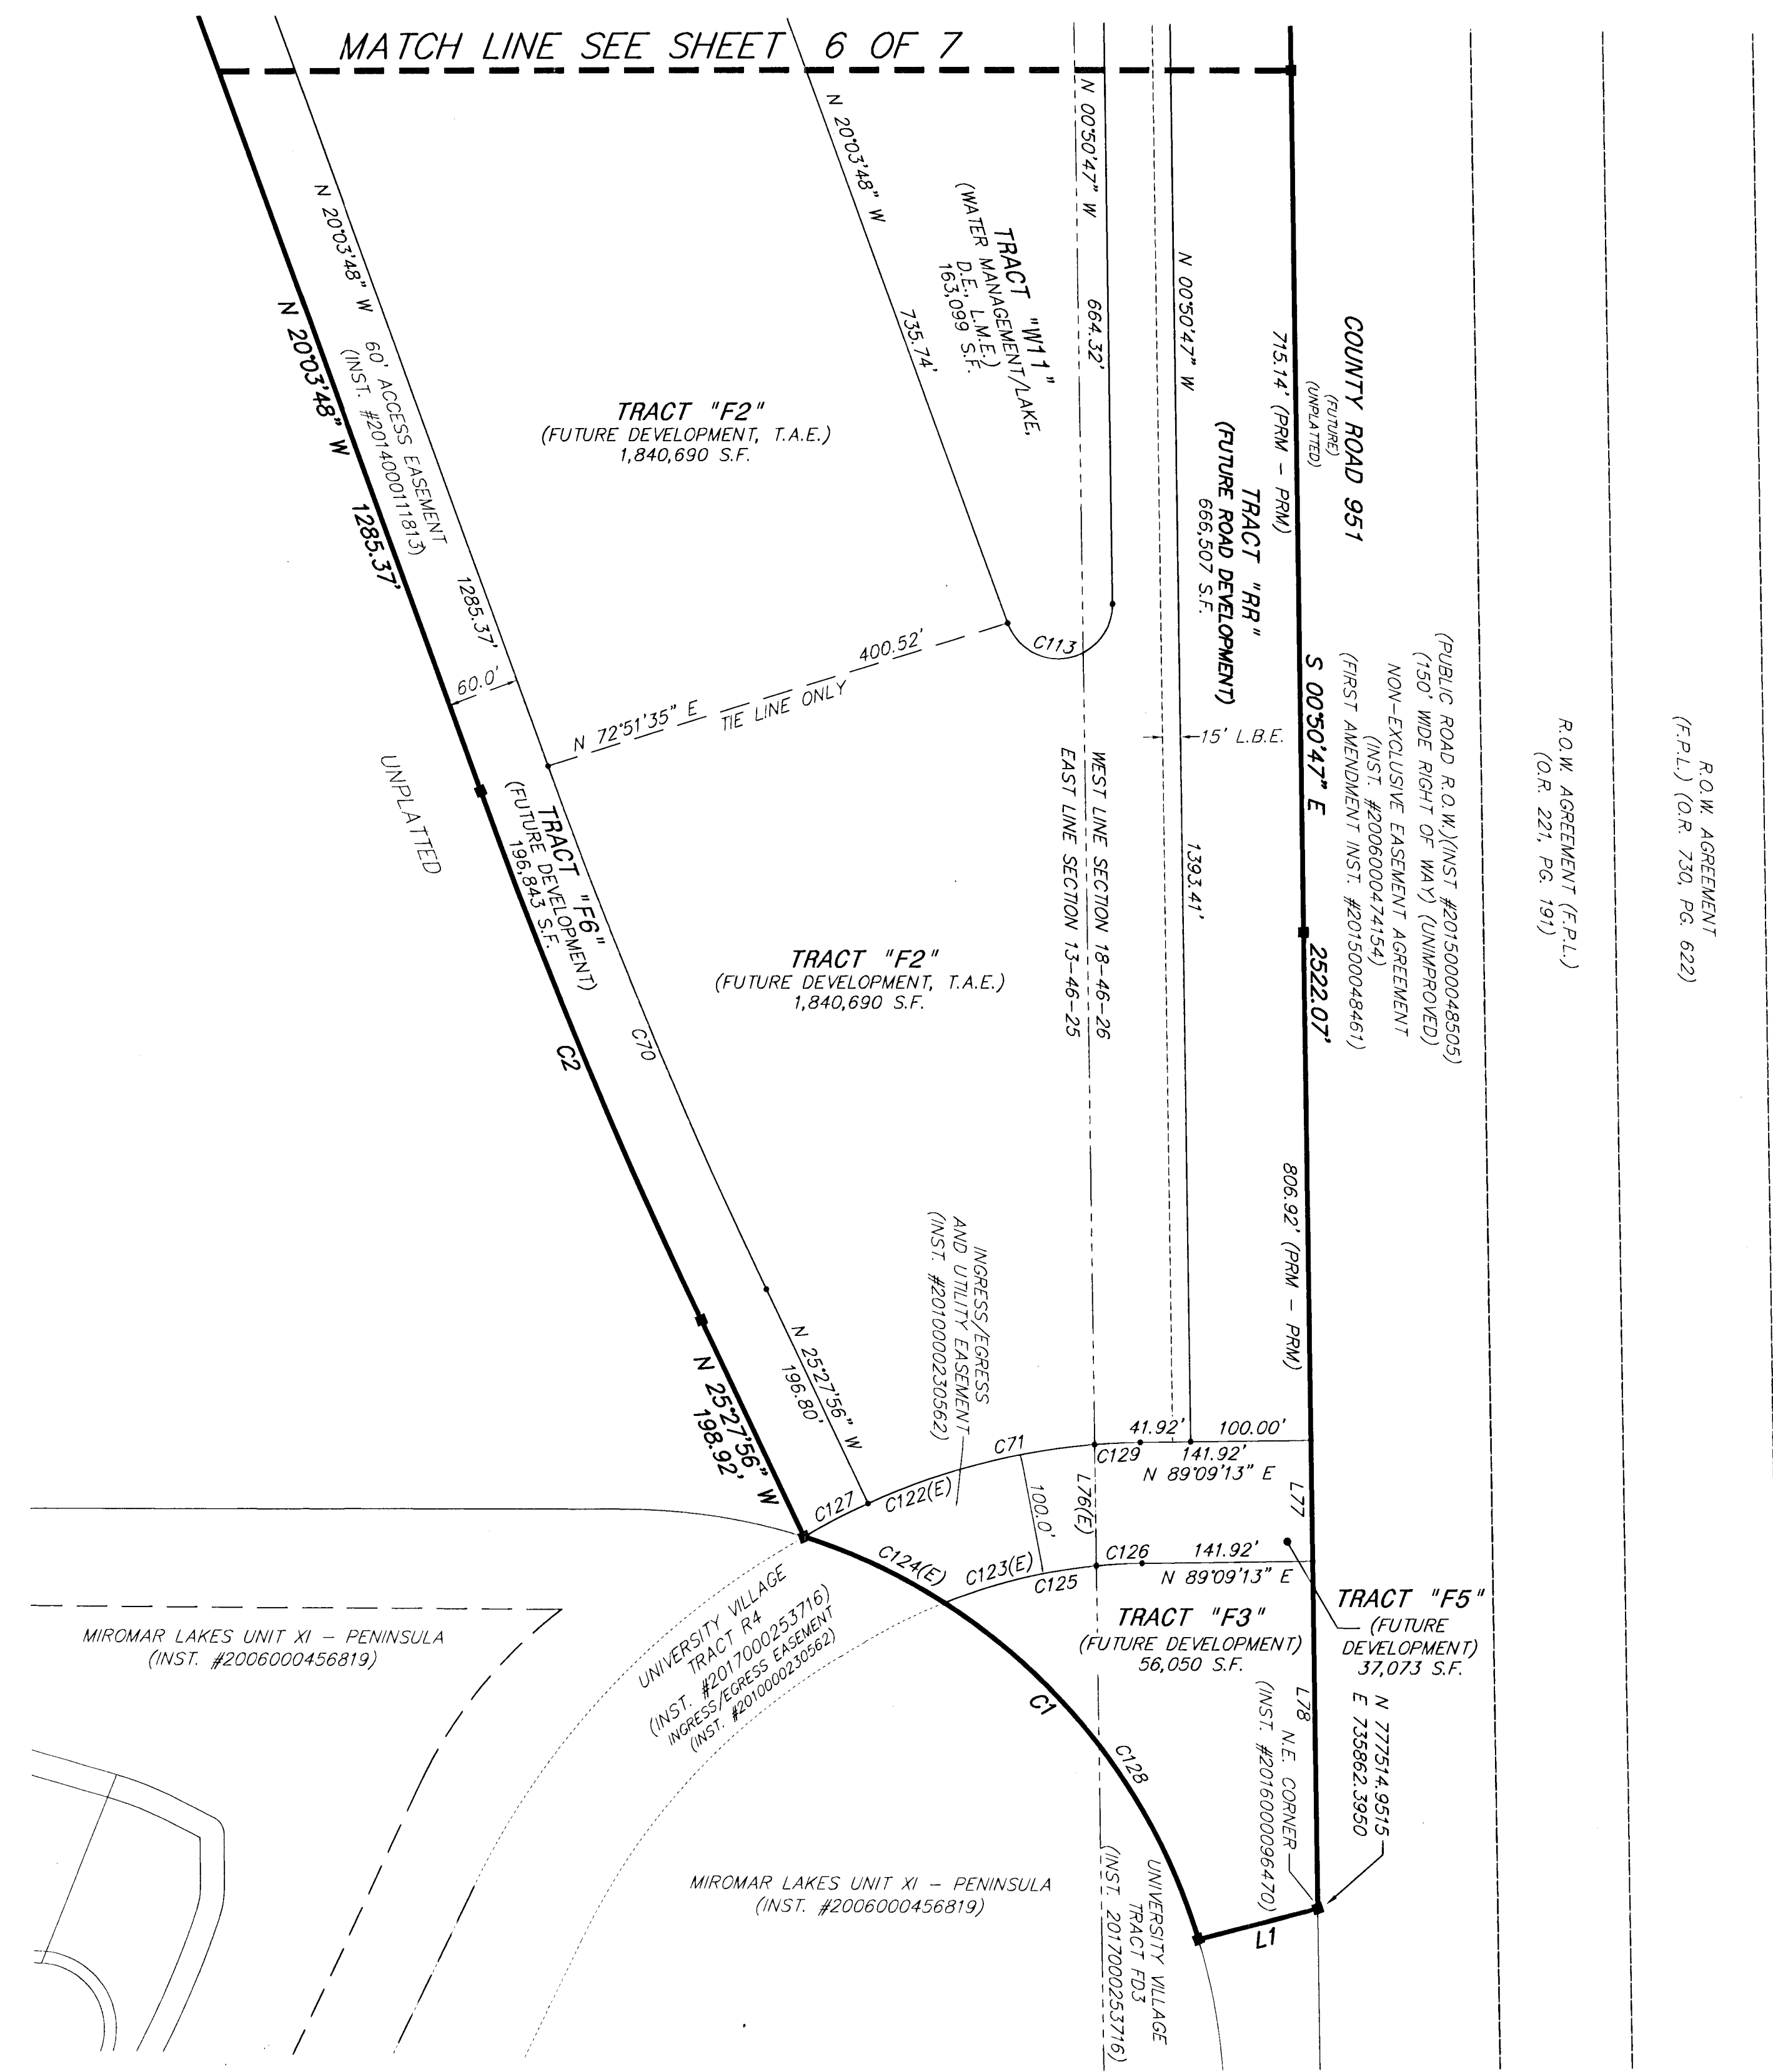 MATCH LINE SEE SHEET 6 OF 7
N 20°03'48" W
60' ACCESS EASEMENT
(INST. #2014000111813)
1285.37'
N 20°03'48" W
1285.37'
60.0'
N 20°03'48" W
735.74'
TRACT "W11"
(WATER MANAGEMENT/LAKE,
D.E., L.M.E.)
163,099 S.F.
N 00°50'47" W
664.32'
N 00°50'47" W
1393.41'
TRACT "F2"
(FUTURE DEVELOPMENT, T.A.E.)
1,840,690 S.F.
TRACT "RR"
(FUTURE ROAD DEVELOPMENT)
666,507 S.F.
715.14' (PRM - PRM)
COUNTY ROAD 951
(FUTURE)
(UNPLATTED)
S 00°50'47" E
2522.07'
806.92' (PRM - PRM)
(PUBLIC ROAD R.O.W.)(INST #2015000048505)
(150' WIDE RIGHT OF WAY) (UNIMPROVED)
NON-EXCLUSIVE EASEMENT AGREEMENT
(INST. #2006000474154)
(FIRST AMENDMENT INST. #2015000048461)
R.O.W. AGREEMENT (F.P.L.)
(O.R. 221, PG. 191)
R.O.W. AGREEMENT
(F.P.L.) (O.R. 730, PG. 622)
C113
400.52'
N 72°51'35" E
TIE LINE ONLY
15' L.B.E.
WEST LINE SECTION 18-46-26
EAST LINE SECTION 13-46-25
UNPLATTED
TRACT "F6"
(FUTURE DEVELOPMENT)
196,843 S.F.
TRACT "F2"
(FUTURE DEVELOPMENT, T.A.E.)
1,840,690 S.F.
C70
C2
INGRESS/EGRESS
AND UTILITY EASEMENT
(INST. #2010000230562)
N 25°27'56" W
196.80'
N 25°27'56" W
198.92'
41.92'
100.00'
C71
C129
141.92'
N 89°09'13" E
C127
C122(E)
100.0'
L76(E)
L77
C124(E)
C123(E)
C125
C126
141.92'
N 89°09'13" E
TRACT "F3"
(FUTURE DEVELOPMENT)
56,050 S.F.
TRACT "F5"
(FUTURE
DEVELOPMENT)
37,073 S.F.
UNIVERSITY VILLAGE
TRACT R4
(INST. #2017000253716)
INGRESS/EGRESS EASEMENT
(INST. #2010000230562)
MIROMAR LAKES UNIT XI - PENINSULA
(INST. #2006000456819)
C1
C128
L78
N.E. CORNER
(INST. #2016000096470)
N 777514.9515
E 735862.3950
MIROMAR LAKES UNIT XI - PENINSULA
(INST. #2006000456819)
UNIVERSITY VILLAGE
TRACT FD3
(INST. 2017000253716)
L1